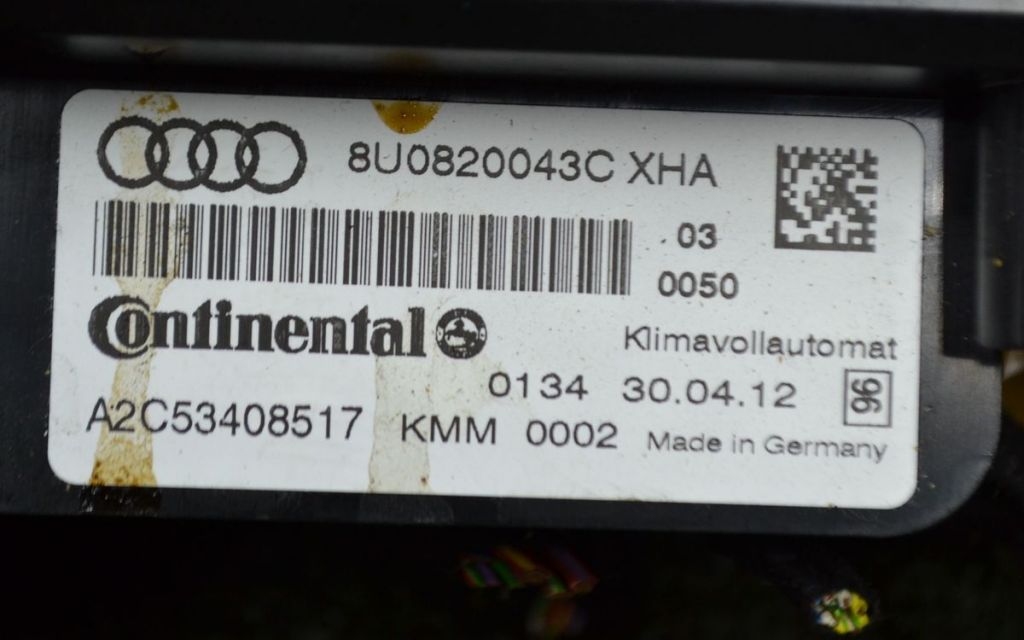 8U0820043C XHA
03
0050
Continental
Klimavollautomat
0134 30.04.12
96
A2C53408517 KMM 0002 Made in Germany